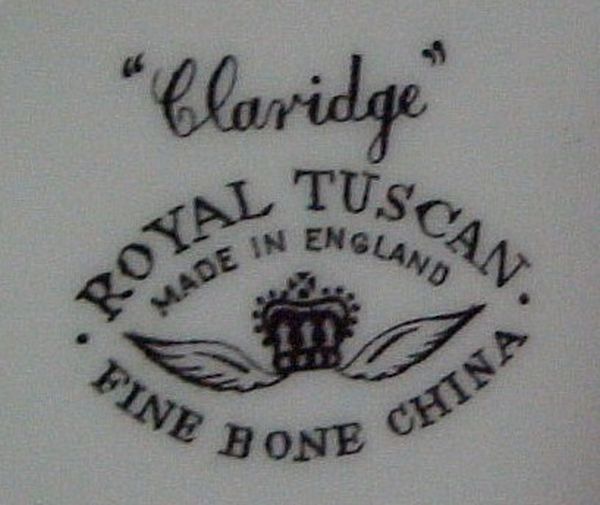 "Claridge"
· ROYAL TUSCAN ·
MADE IN ENGLAND
FINE BONE CHINA